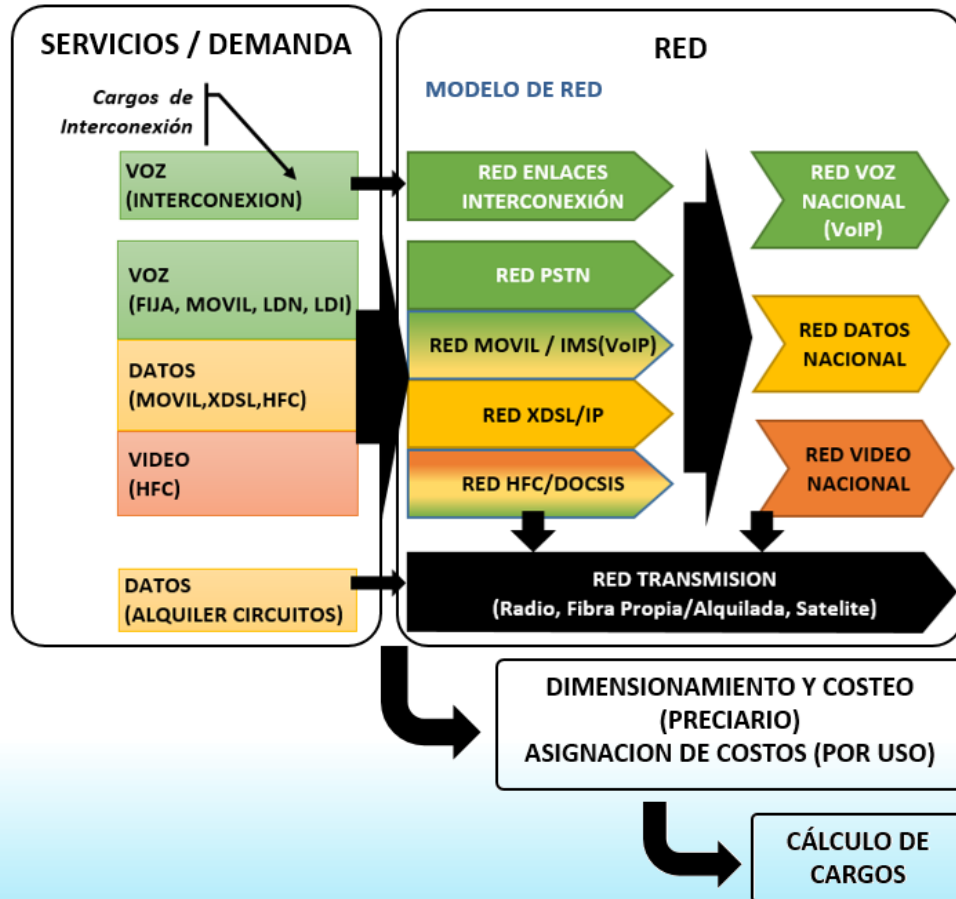 SERVICIOS / DEMANDA
Cargos de
Interconexión
VOZ
(INTERCONEXION)
VOZ
(FIJA, MOVIL, LDN, LDI)
DATOS
(MOVIL,XDSL,HFC)
VIDEO
(HFC)
DATOS
(ALQUILER CIRCUITOS)
RED
MODELO DE RED
RED ENLACES
INTERCONEXIÓN
RED PSTN
RED MOVIL / IMS(VoIP)
RED XDSL/IP
RED HFC/DOCSIS
RED VOZ
NACIONAL
(VoIP)
RED DATOS
NACIONAL
RED VIDEO
NACIONAL
RED TRANSMISION
(Radio, Fibra Propia/Alquilada, Satelite)
DIMENSIONAMIENTO Y COSTEO
(PRECIARIO)
ASIGNACION DE COSTOS (POR USO)
CÁLCULO DE
CARGOS